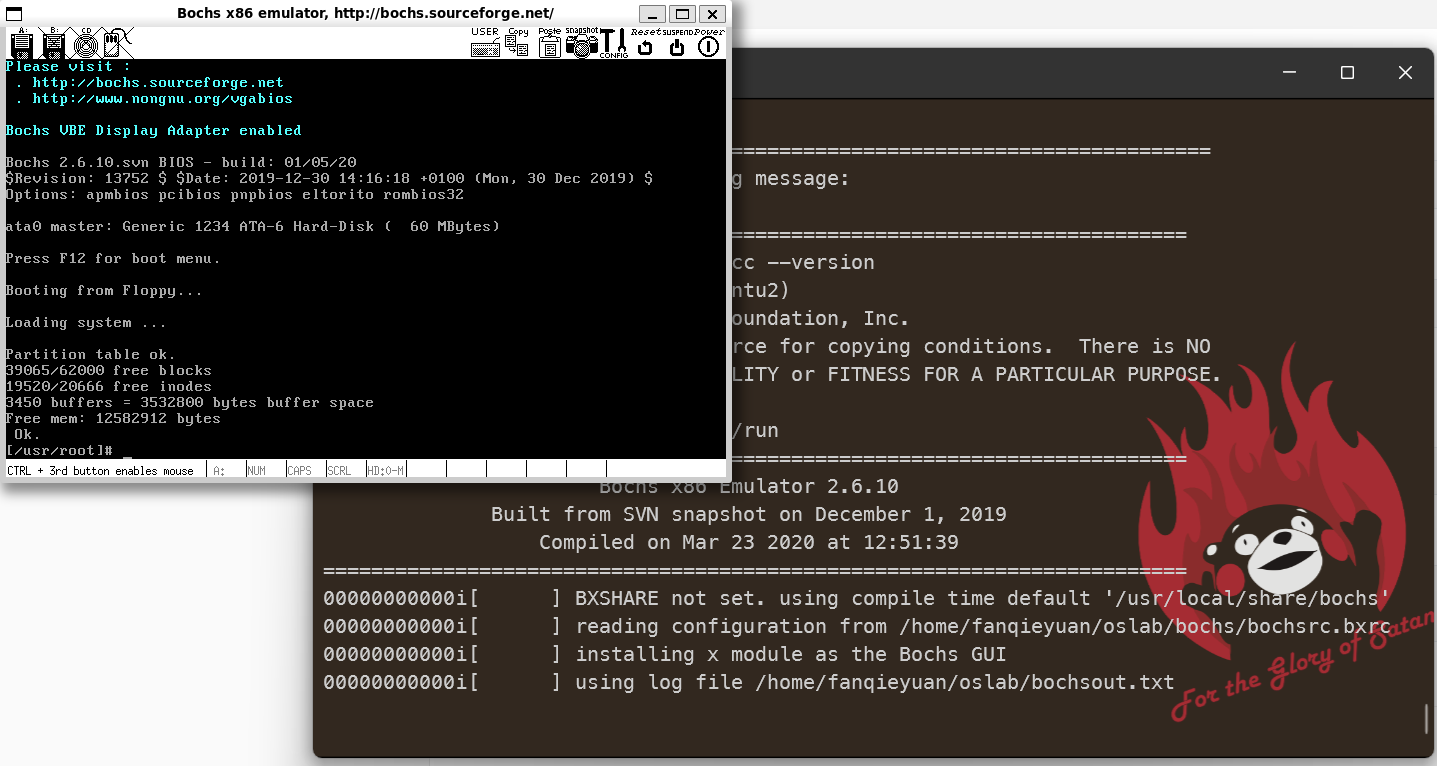 Bochs x86 emulator, http://bochs.sourceforge.net/
A: B: CD USER Copy Paste snapshot CONFIG Reset SUSPEND Power
Please visit :
. http://bochs.sourceforge.net
. http://www.nongnu.org/vgabios
Bochs VBE Display Adapter enabled
Bochs 2.6.10.svn BIOS - build: 01/05/20
$Revision: 13752 $ $Date: 2019-12-30 14:16:18 +0100 (Mon, 30 Dec 2019) $
Options: apmbios pcibios pnpbios eltorito rombios32
ata0 master: Generic 1234 ATA-6 Hard-Disk (  60 MBytes)
Press F12 for boot menu.
Booting from Floppy...
Loading system ...
Partition table ok.
39065/62000 free blocks
19520/20666 free inodes
3450 buffers = 3532800 bytes buffer space
Free mem: 12582912 bytes
Ok.
[/usr/root]# _
CTRL + 3rd button enables mouse A: NUM CAPS SCRL HD:0-M
========================================
g message:
======================================
cc --version
ntu2)
oundation, Inc.
rce for copying conditions.  There is NO
LITY or FITNESS FOR A PARTICULAR PURPOSE.
/run
======================================
Bochs x86 Emulator 2.6.10
Built from SVN snapshot on December 1, 2019
Compiled on Mar 23 2020 at 12:51:39
========================================================================
00000000000i[      ] BXSHARE not set. using compile time default '/usr/local/share/bochs'
00000000000i[      ] reading configuration from /home/fanqieyuan/oslab/bochs/bochsrc.bxrc
00000000000i[      ] installing x module as the Bochs GUI
00000000000i[      ] using log file /home/fanqieyuan/oslab/bochsout.txt
For the Glory of Satan